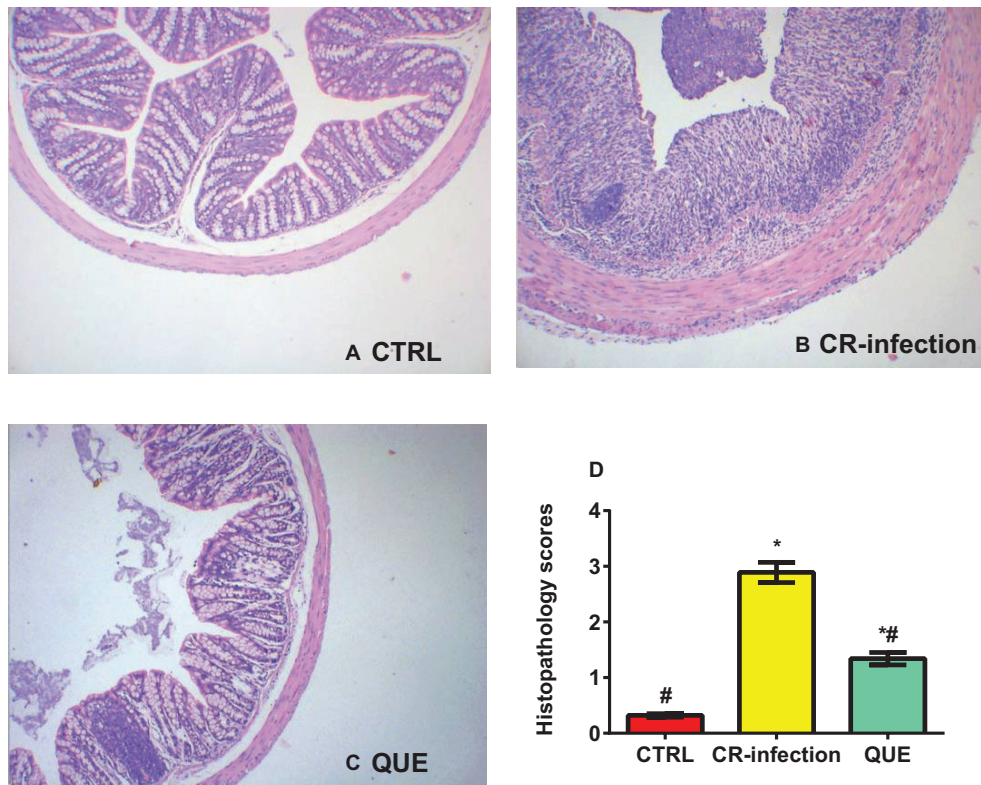 A CTRL
B CR-infection
C QUE
D
Histopathology scores
4
3
2
1
0
#
*
*#
CTRL CR-infection QUE